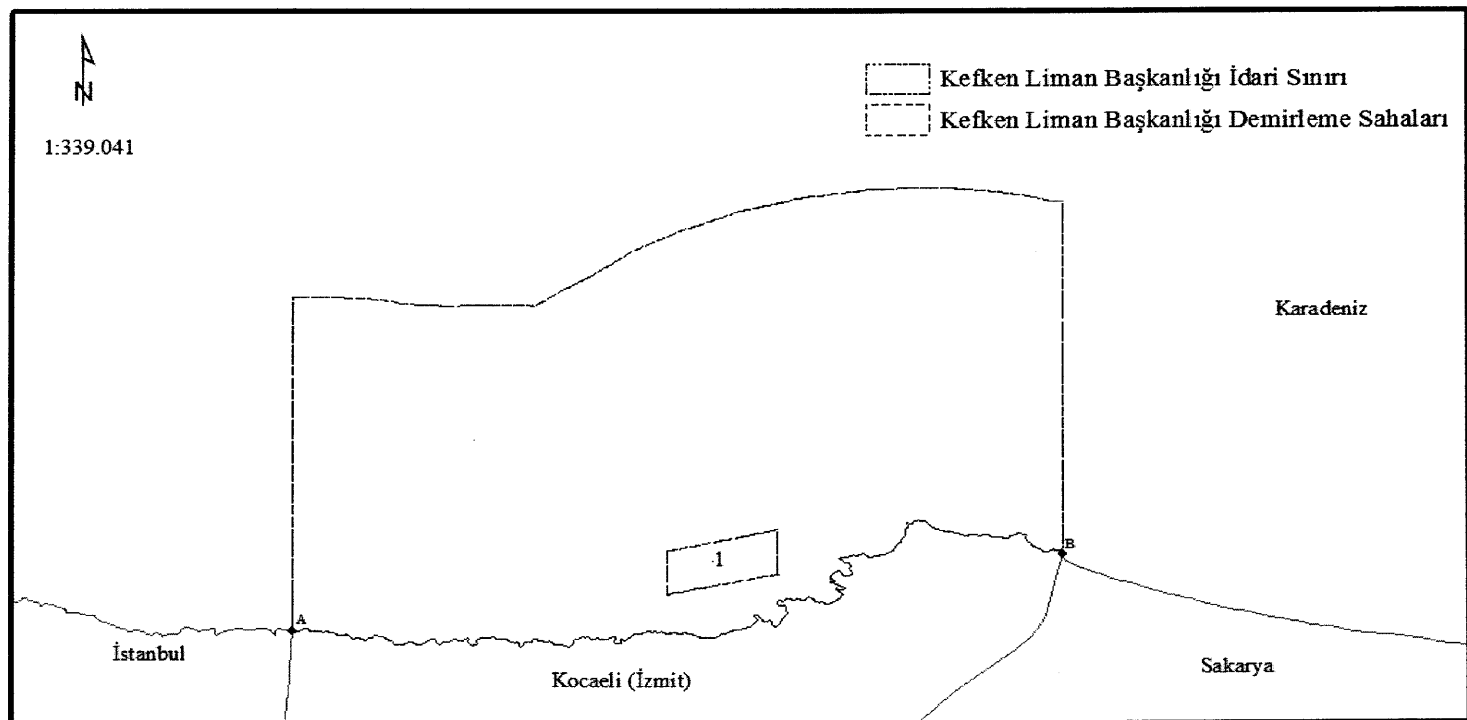 N
Kefken Liman Başkanlığı İdari Sınırı
Kefken Liman Başkanlığı Demirleme Sahaları
1:339.041
Karadeniz
1
B
A
İstanbul
Kocaeli (İzmit)
Sakarya